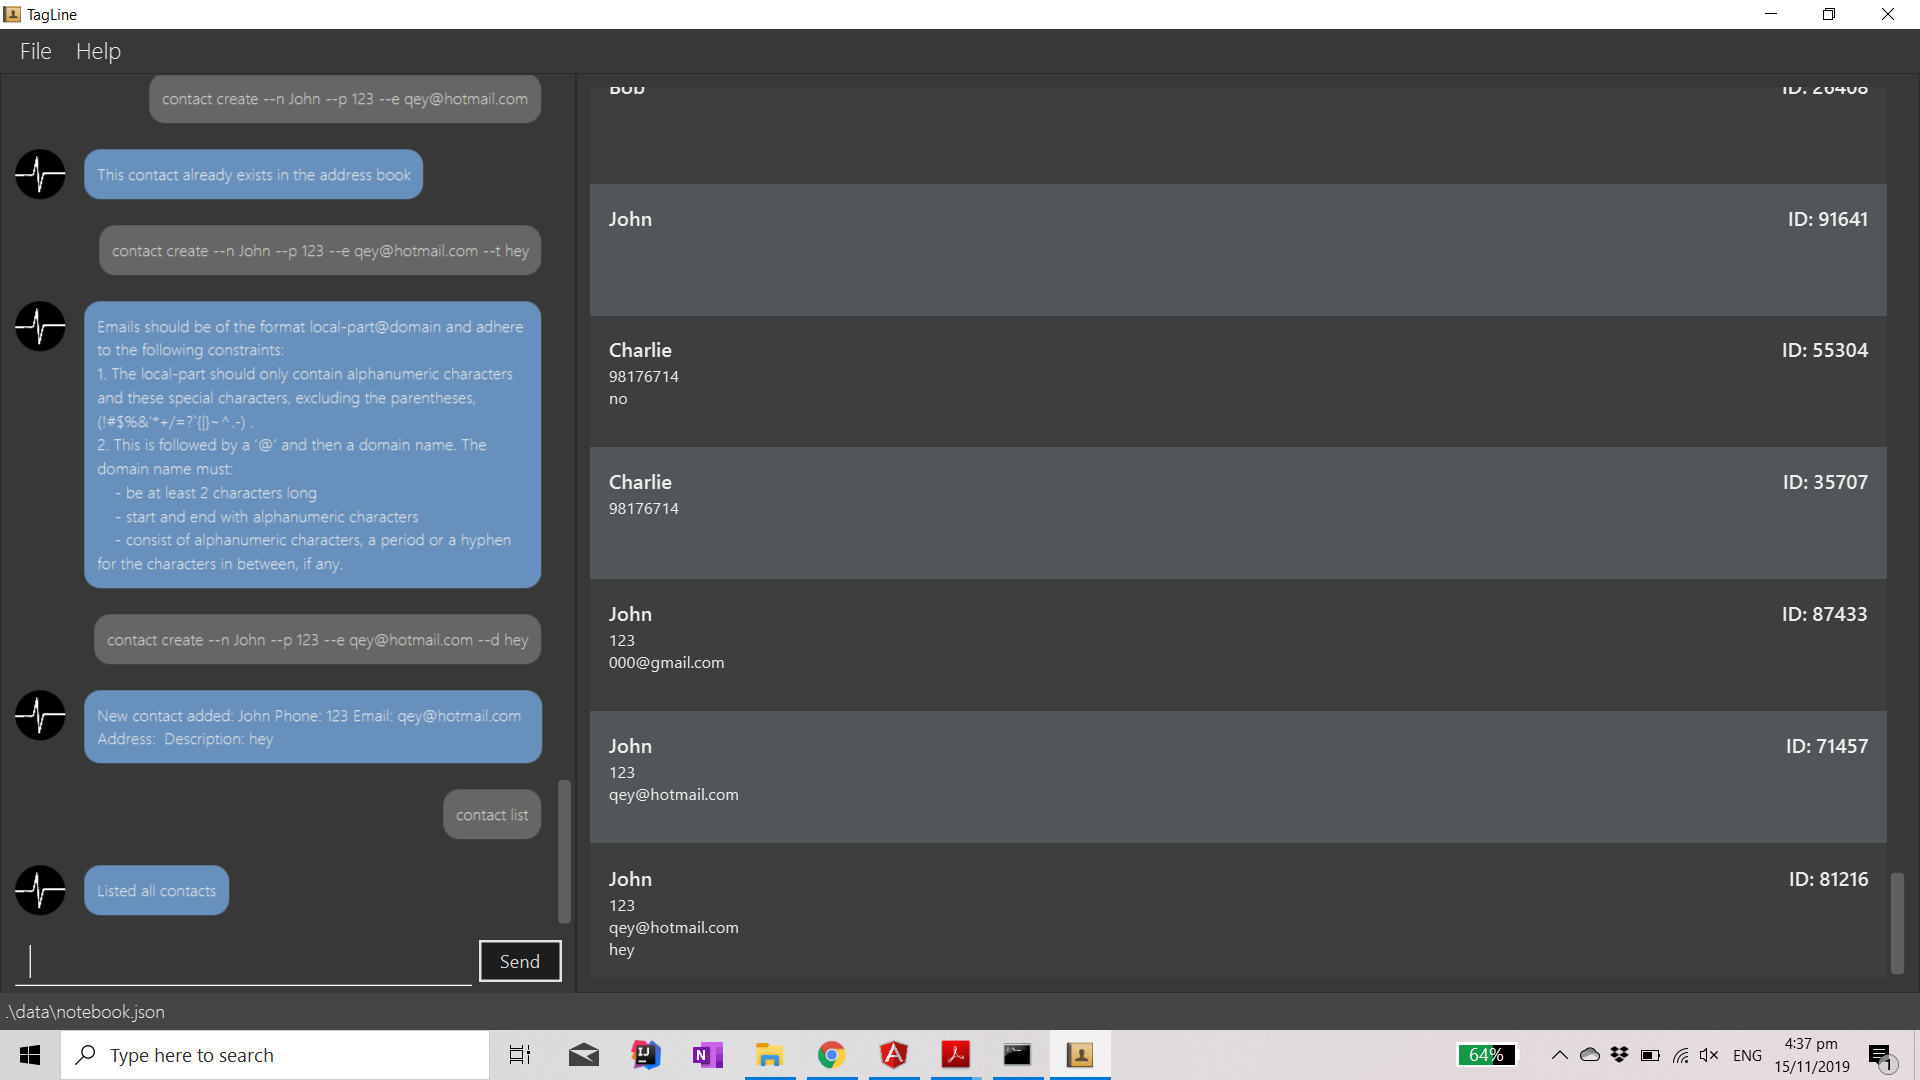 TagLine
File Help
contact create --n John --p 123 --e qey@hotmail.com
This contact already exists in the address book
contact create --n John --p 123 --e qey@hotmail.com --t hey
Emails should be of the format local-part@domain and adhere
to the following constraints:
1. The local-part should only contain alphanumeric characters
and these special characters, excluding the parentheses,
(!#$%&'*+/=?`{|}~^.-) .
2. This is followed by a '@' and then a domain name. The
domain name must:
- be at least 2 characters long
- start and end with alphanumeric characters
- consist of alphanumeric characters, a period or a hyphen
for the characters in between, if any.
contact create --n John --p 123 --e qey@hotmail.com --d hey
New contact added: John Phone: 123 Email: qey@hotmail.com
Address:  Description: hey
contact list
Listed all contacts
Send
Bob ID: 26408
John ID: 91641
Charlie ID: 55304
98176714
no
Charlie ID: 35707
98176714
John ID: 87433
123
000@gmail.com
John ID: 71457
123
qey@hotmail.com
John ID: 81216
123
qey@hotmail.com
hey
.\data\notebook.json
Type here to search
64%
ENG
4:37 pm
15/11/2019
1